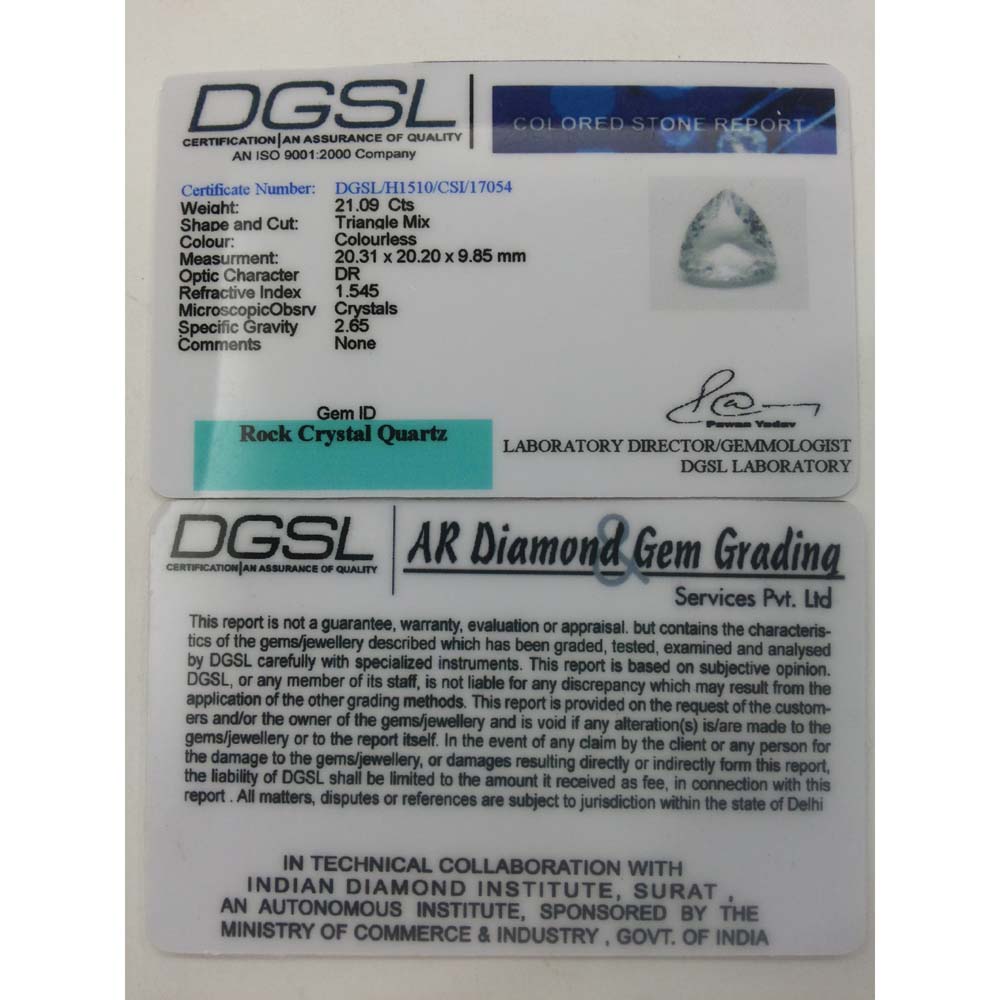 DGSL
CERTIFICATION|AN ASSURANCE OF QUALITY
AN ISO 9001:2000 Company
COLORED STONE REPORT
Certificate Number: DGSL/H1510/CSI/17054
Weight: 21.09 Cts
Shape and Cut: Triangle Mix
Colour: Colourless
Measurment: 20.31 x 20.20 x 9.85 mm
Optic Character DR
Refractive Index 1.545
MicroscopicObsrv Crystals
Specific Gravity 2.65
Comments None
Gem ID
Rock Crystal Quartz
Pawan Yadav
LABORATORY DIRECTOR/GEMMOLOGIST
DGSL LABORATORY
DGSL
CERTIFICATION|AN ASSURANCE OF QUALITY
AR Diamond & Gem Grading
Services Pvt. Ltd
This report is not a guarantee, warranty, evaluation or appraisal. but contains the characteris-
tics of the gems/jewellery described which has been graded, tested, examined and analysed
by DGSL carefully with specialized instruments. This report is based on subjective opinion.
DGSL, or any member of its staff, is not liable for any discrepancy which may result from the
application of the other grading methods. This report is provided on the request of the custom-
ers and/or the owner of the gems/jewellery and is void if any alteration(s) is/are made to the
gems/jewellery or to the report itself. In the event of any claim by the client or any person for
the damage to the gems/jewellery, or damages resulting directly or indirectly form this report,
the liability of DGSL shall be limited to the amount it received as fee, in connection with this
report . All matters, disputes or references are subject to jurisdiction within the state of Delhi
IN TECHNICAL COLLABORATION WITH
INDIAN DIAMOND INSTITUTE, SURAT ,
AN AUTONOMOUS INSTITUTE, SPONSORED BY THE
MINISTRY OF COMMERCE & INDUSTRY , GOVT. OF INDIA